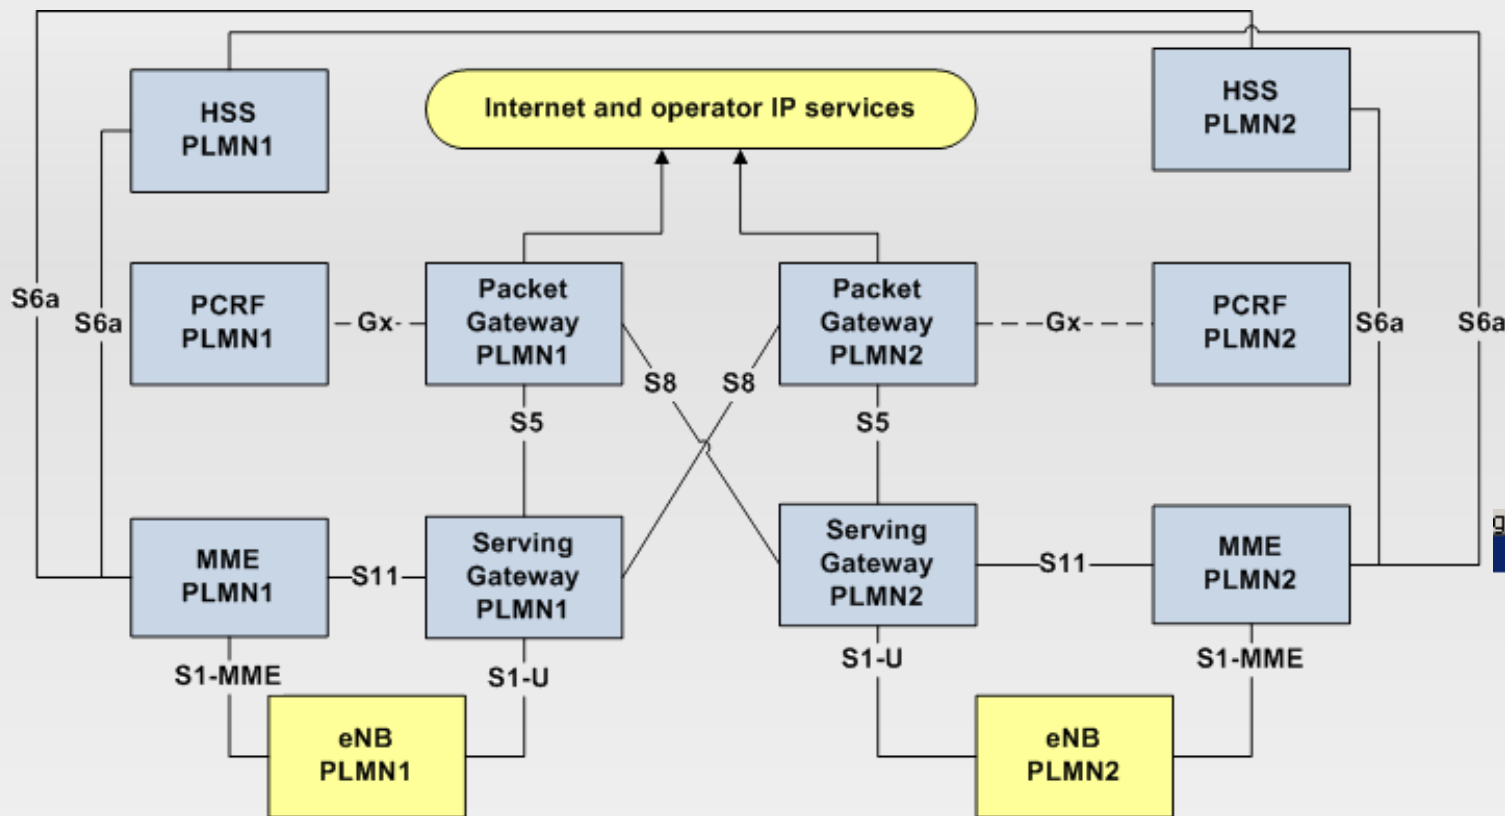 HSS
PLMN1
Internet and operator IP services
HSS
PLMN2
S6a
S6a
PCRF
PLMN1
Gx
Packet
Gateway
PLMN1
S8
S8
Packet
Gateway
PLMN2
Gx
PCRF
PLMN2
S6a
S6a
S5
S5
MME
PLMN1
S11
Serving
Gateway
PLMN1
Serving
Gateway
PLMN2
S11
MME
PLMN2
g
S1-MME
S1-U
S1-U
S1-MME
eNB
PLMN1
eNB
PLMN2